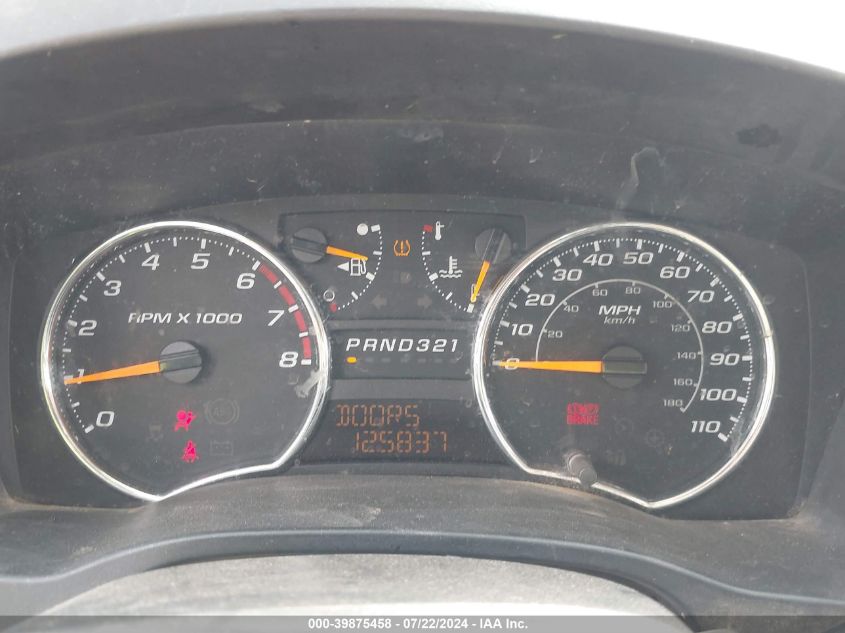 0 1 2 3 4 5 6 7 8
RPM X 1000
PRND321
DOORS
125837
0 10 20 30 40 50 60 70 80 90 100 110
20 40 60 80 100 120 140 160 180
MPH
km/h
BRAKE
000-39875458 - 07/22/2024 - © IAA, Inc.